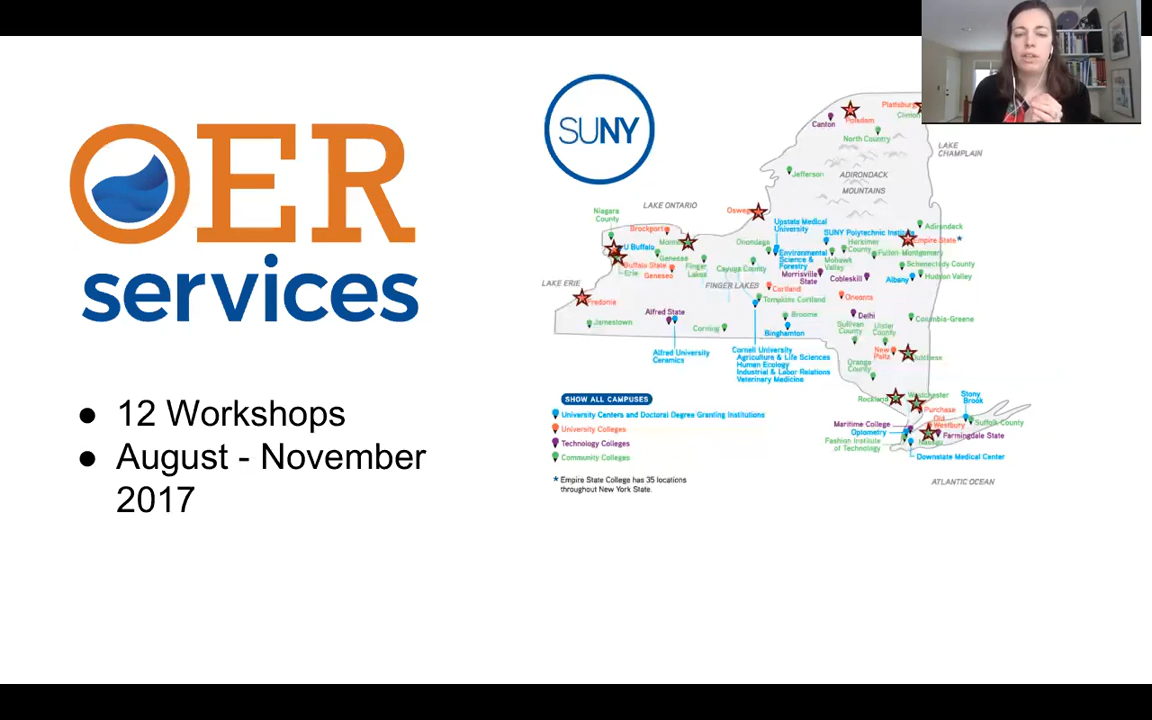 OER
services
● 12 Workshops
● August - November
2017
SUNY
Plattsburgh
Canton
Potsdam
Clinton
North Country
LAKE
CHAMPLAIN
Jefferson
ADIRONDACK
MOUNTAINS
LAKE ONTARIO
Oswego
Niagara
County
Brockport
Upstate Medical
University
Adirondack
SUNY Polytechnic Institute
Empire State*
U Buffalo
Monroe
Onondaga
Herkimer
County
Fulton-Montgomery
Environmental
Science &
Forestry
Genesee
Buffalo State
Erie
Geneseo
Finger
Lakes
Cayuga County
Mohawk
Valley
Schenectady County
Morrisville
State
Cobleskill
Albany
Hudson Valley
LAKE ERIE
FINGER LAKES
Cortland
Fredonia
Tompkins Cortland
Oneonta
Jamestown
Alfred State
Corning
Broome
Binghamton
Delhi
Columbia-Greene
Sullivan
County
Ulster
County
Alfred University
Ceramics
Cornell University
Agriculture & Life Sciences
Human Ecology
Industrial & Labor Relations
Veterinary Medicine
New
Paltz
Dutchess
Orange
County
Rockland
Westchester
Stony
Brook
Purchase
Old
Westbury
Suffolk County
Maritime College
Optometry
Farmingdale State
Fashion Institute
of Technology
Nassau
Downstate Medical Center
ATLANTIC OCEAN
SHOW ALL CAMPUSES
University Centers and Doctoral Degree Granting Institutions
University Colleges
Technology Colleges
Community Colleges
* Empire State College has 35 locations
throughout New York State.